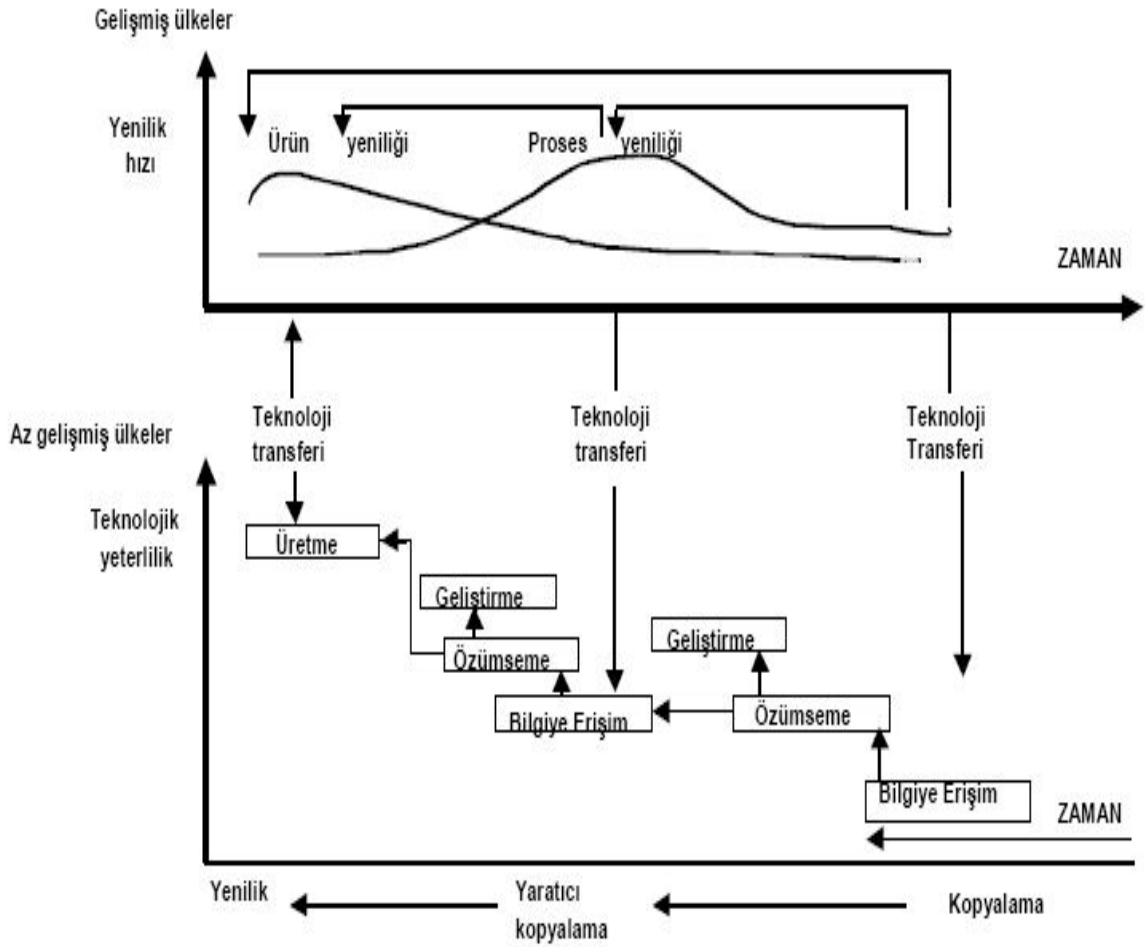 Gelişmiş ülkeler
Yenilik
hızı
Ürün yeniliği Proses yeniliği
ZAMAN
Teknoloji
transferi
Teknoloji
transferi
Teknoloji
Transferi
Az gelişmiş ülkeler
Teknolojik
yeterlilik
Üretme
Geliştirme
Özümseme
Bilgiye Erişim
Geliştirme
Özümseme
Bilgiye Erişim
ZAMAN
Yenilik
Yaratıcı
kopyalama
Kopyalama